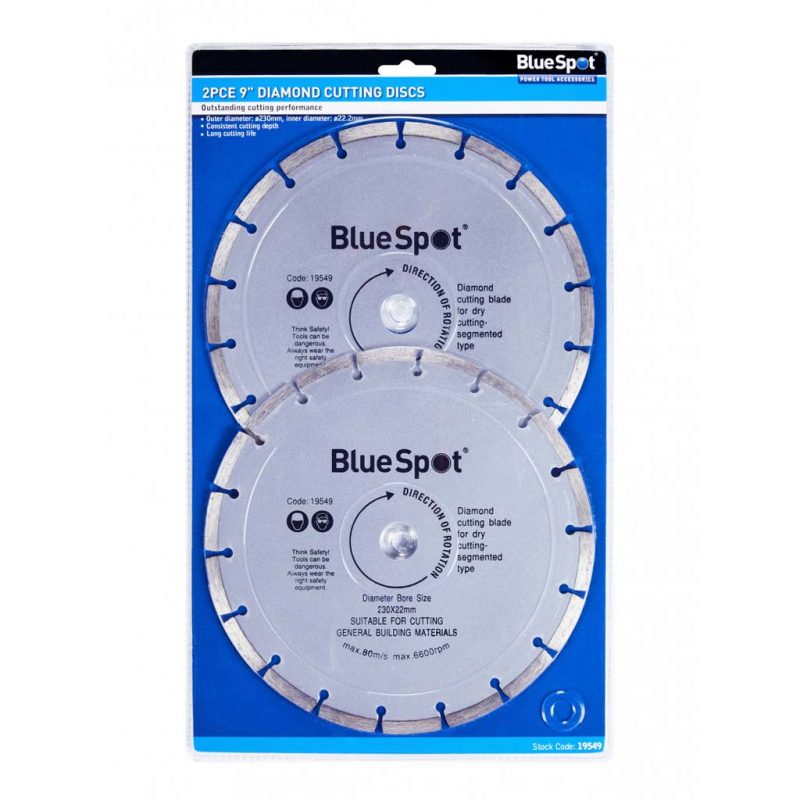 BlueSpot®
POWER TOOL ACCESSORIES
2PCE 9" DIAMOND CUTTING DISCS
Outstanding cutting performance
• Outer diameter: ø230mm, inner diameter: ø22.2mm
• Consistent cutting depth
• Long cutting life
BlueSpot®
Code: 19549
DIRECTION OF ROTATIO
Diamond
cutting blade
for dry
cutting-
segmented
type
Think Safety!
Tools can be
dangerous.
Always wear the
right safety
equipment.
BlueSpot®
Code: 19549
DIRECTION OF ROTATION
Diamond
cutting blade
for dry
cutting-
segmented
type
Think Safety!
Tools can be
dangerous.
Always wear the
right safety
equipment.
Diameter Bore Size
230X22mm
SUITABLE FOR CUTTING
GENERAL BUILDING MATERIALS
max.80m/s max.6600rpm
Stock Code: 19549